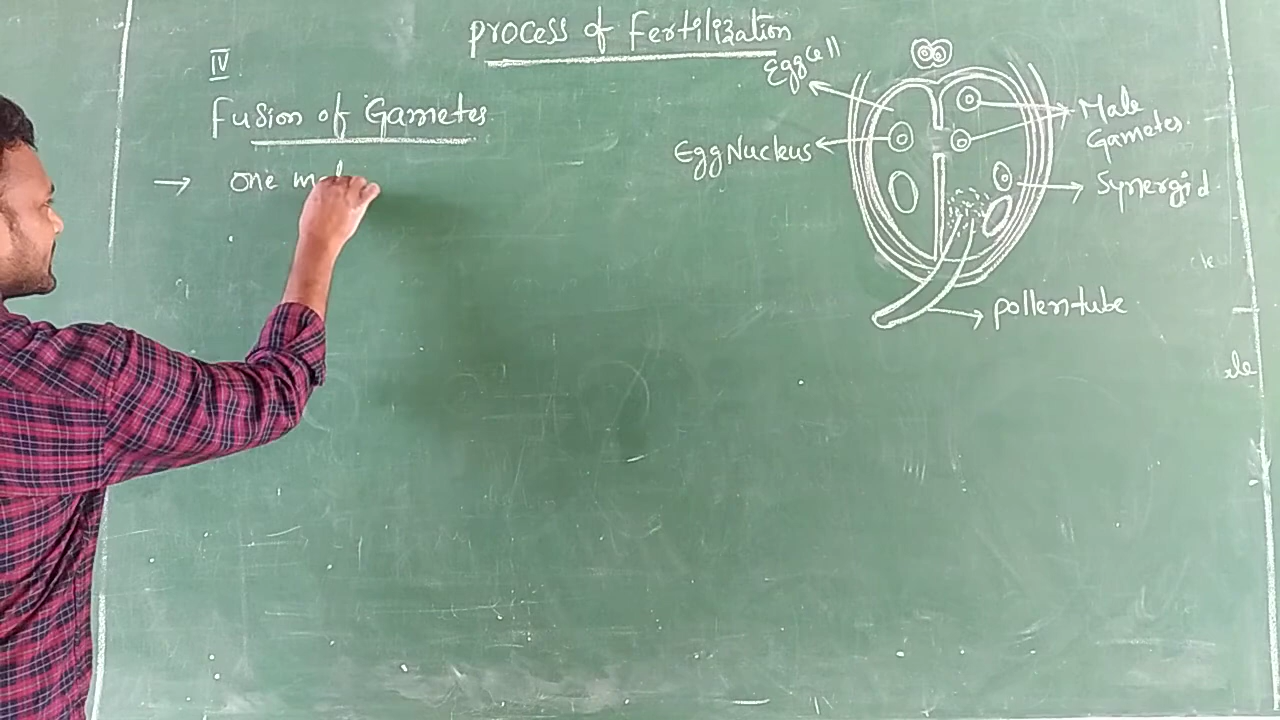 process of Fertilization
IV
Fusion of Gametes
→ One m
Egg cell
Egg Nucleus
Male
Gametes.
Synergid.
pollentube